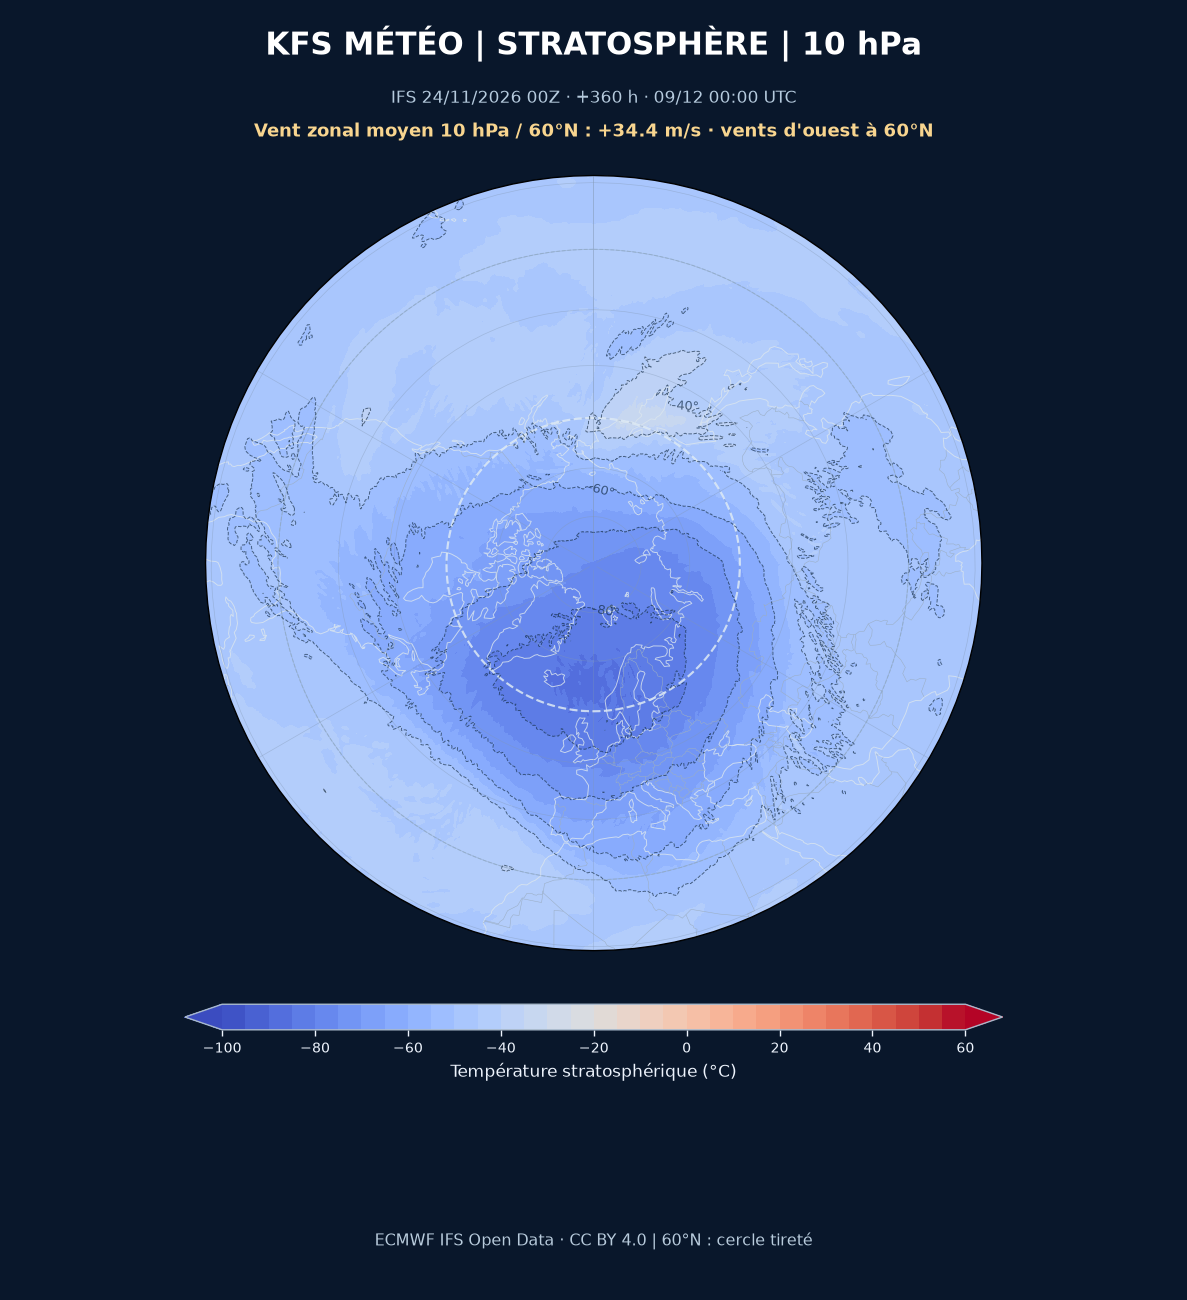 KFS MÉTÉO | STRATOSPHÈRE | 10 hPa
IFS 24/11/2026 00Z · +360 h · 09/12 00:00 UTC
Vent zonal moyen 10 hPa / 60°N : +34.4 m/s · vents d'ouest à 60°N
-40°
-60°
-80°
−100 −80 −60 −40 −20 0 20 40 60
Température stratosphérique (°C)
ECMWF IFS Open Data · CC BY 4.0 | 60°N : cercle tireté